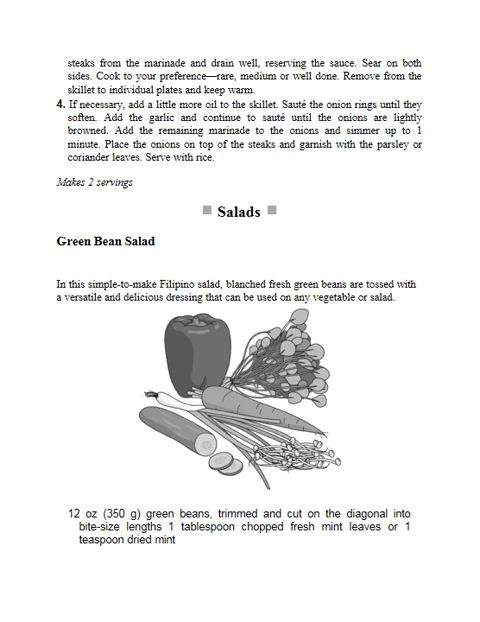 steaks from the marinade and drain well, reserving the sauce. Sear on both
sides. Cook to your preference—rare, medium or well done. Remove from the
skillet to individual plates and keep warm.
4. If necessary, add a little more oil to the skillet. Sauté the onion rings until they
soften. Add the garlic and continue to sauté until the onions are lightly
browned. Add the remaining marinade to the onions and simmer up to 1
minute. Place the onions on top of the steaks and garnish with the parsley or
coriander leaves. Serve with rice.
Makes 2 servings
Salads
Green Bean Salad
In this simple-to-make Filipino salad, blanched fresh green beans are tossed with
a versatile and delicious dressing that can be used on any vegetable or salad.
12 oz (350 g) green beans, trimmed and cut on the diagonal into
bite-size lengths 1 tablespoon chopped fresh mint leaves or 1
teaspoon dried mint